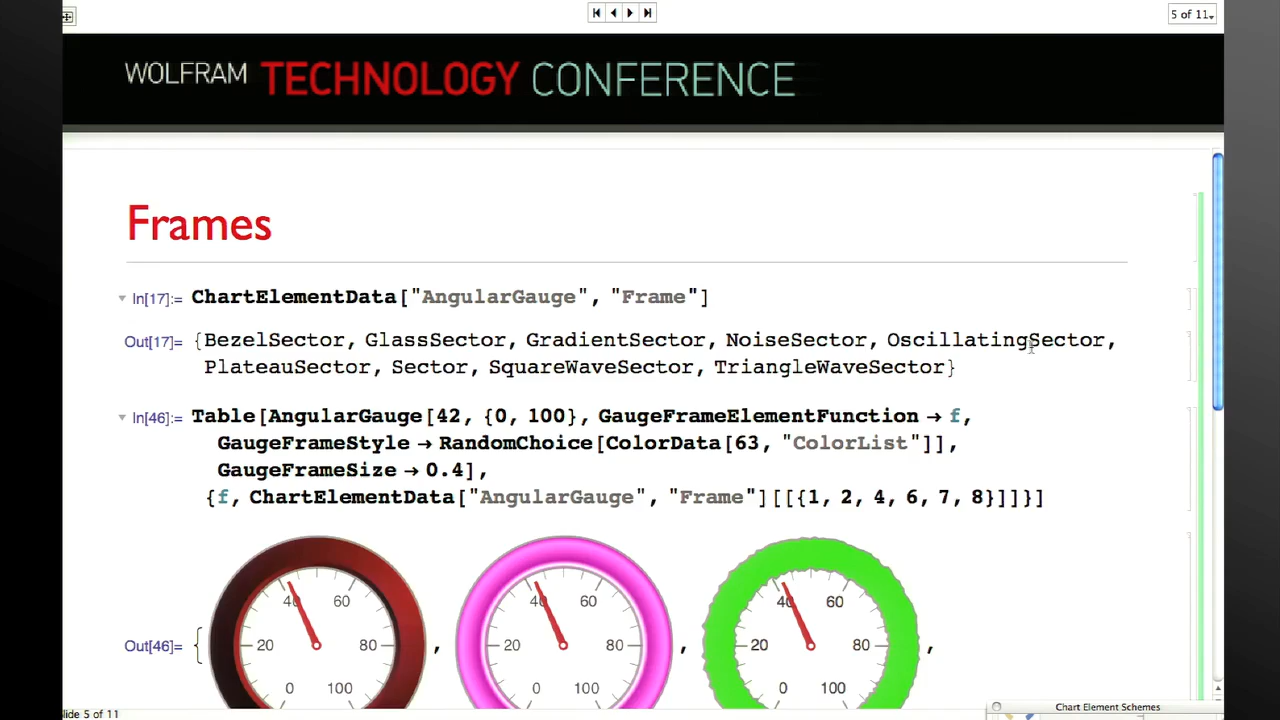 5 of 11
WOLFRAM TECHNOLOGY CONFERENCE
Frames
In[17]:= ChartElementData["AngularGauge", "Frame"]
Out[17]= {BezelSector, GlassSector, GradientSector, NoiseSector, OscillatingSector,
PlateauSector, Sector, SquareWaveSector, TriangleWaveSector}
In[46]:= Table[AngularGauge[42, {0, 100}, GaugeFrameElementFunction → f,
GaugeFrameStyle → RandomChoice[ColorData[63, "ColorList"]],
GaugeFrameSize → 0.4],
{f, ChartElementData["AngularGauge", "Frame"][[{1, 2, 4, 6, 7, 8}]]}]
40 60 40 60 40 60
Out[46]= { 20 80 , 20 80 , 20 80 ,
0 100 0 100 0 100
Chart Element Schemes
lide 5 of 11